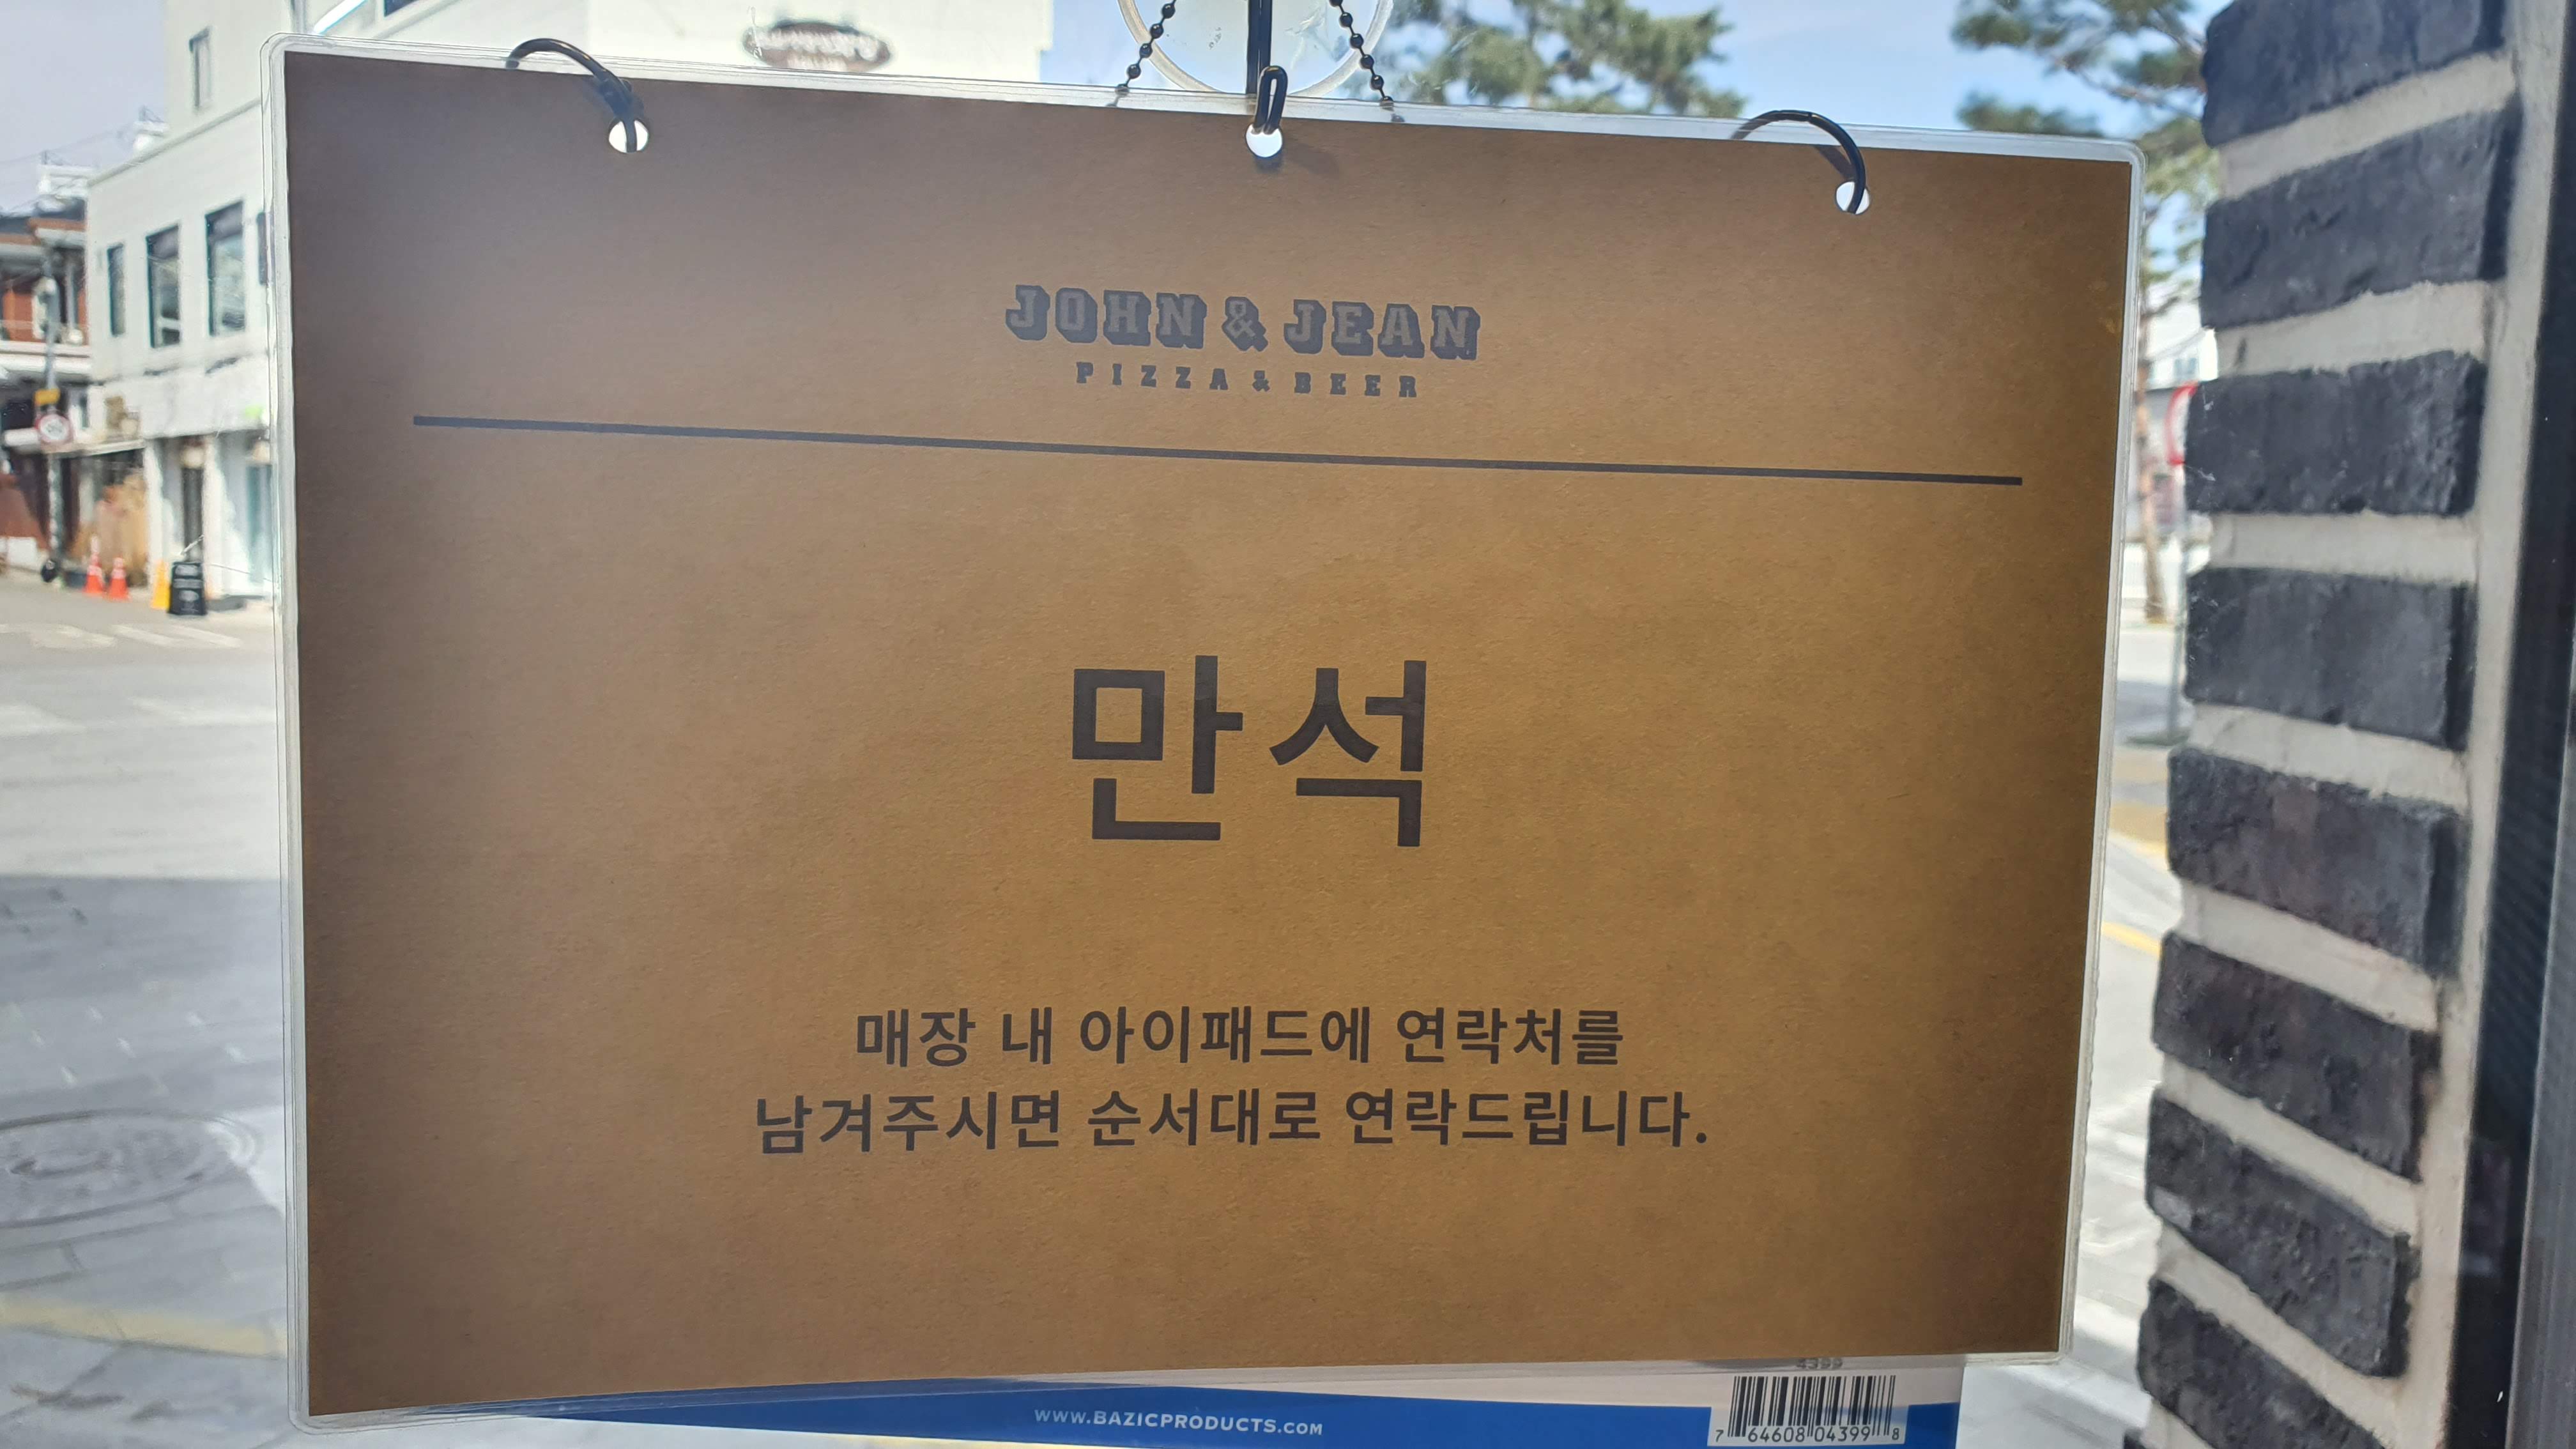 JOHN & JEAN
PIZZA & BEER
만석
매장 내 아이패드에 연락처를
남겨주시면 순서대로 연락드립니다.
4399
WWW.BAZICPRODUCTS.COM
7 64608 04399 8